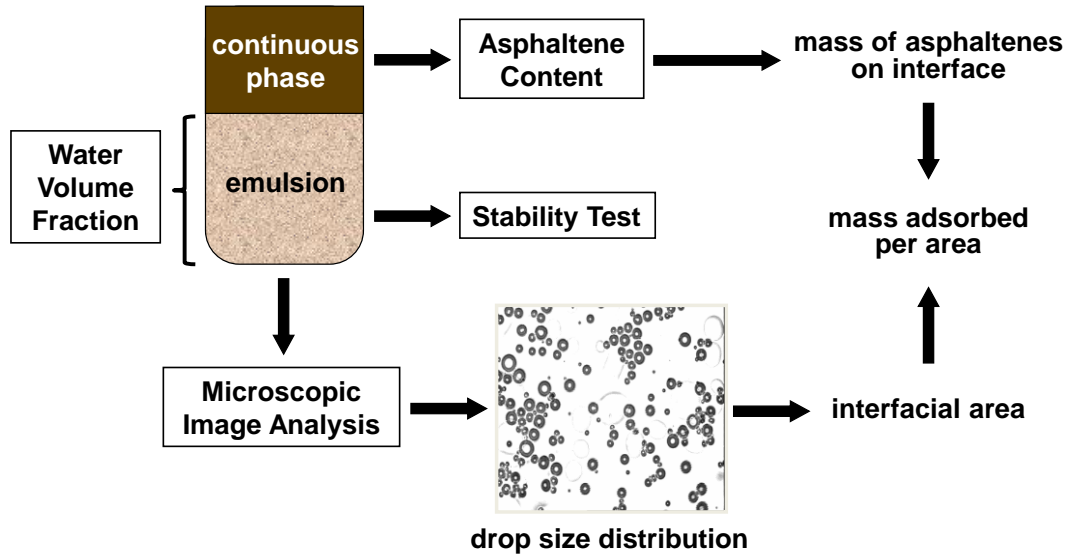 continuous
phase
Asphaltene
Content
mass of asphaltenes
on interface
Water
Volume
Fraction
emulsion
Stability Test
mass adsorbed
per area
Microscopic
Image Analysis
interfacial area
drop size distribution